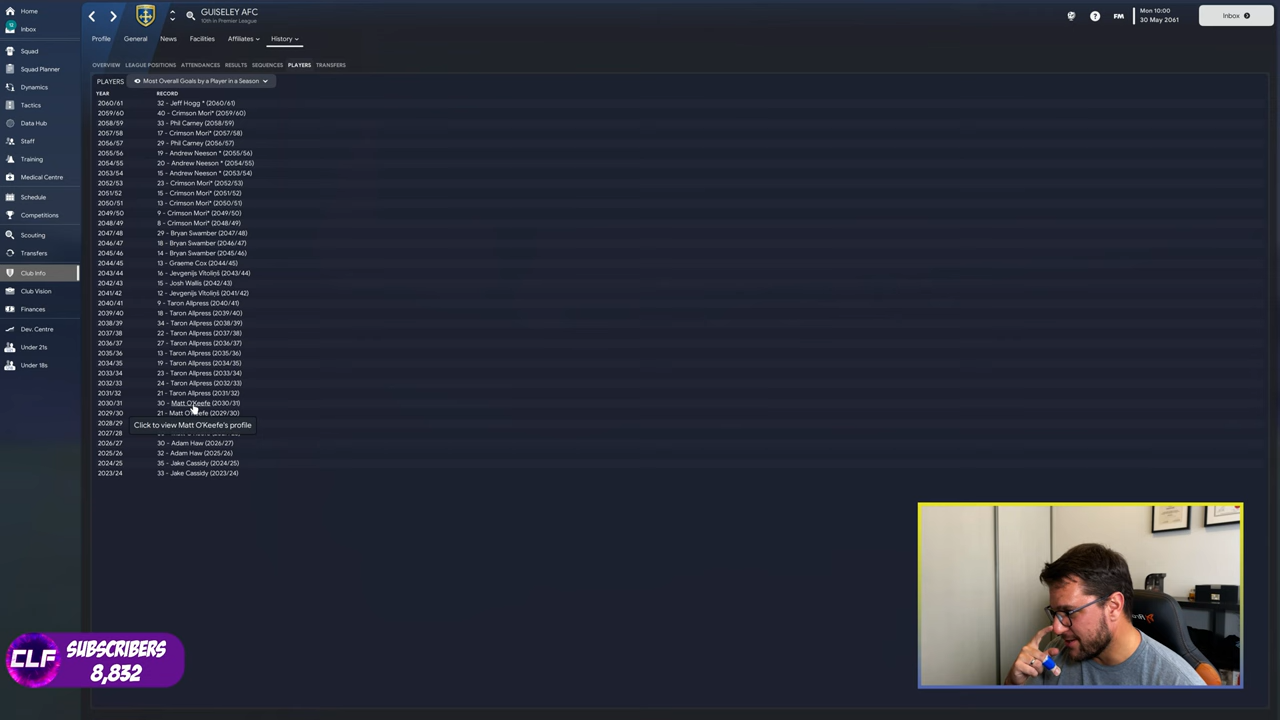 Home
Inbox
12
Squad
Squad Planner
Dynamics
Tactics
Data Hub
Staff
Training
Medical Centre
Schedule
Competitions
Scouting
Transfers
Club Info
Club Vision
Finances
Dev. Centre
Under 21s
Under 18s
GUISELEY AFC
10th in Premier League
FM
Mon 10:00
30 May 2061
Inbox
Profile General News Facilities Affiliates History
OVERVIEW LEAGUE POSITIONS ATTENDANCES RESULTS SEQUENCES PLAYERS TRANSFERS
PLAYERS Most Overall Goals by a Player in a Season
YEAR RECORD
2060/61 32 - Jeff Hogg * (2060/61)
2059/60 40 - Crimson Mori* (2059/60)
2058/59 33 - Phil Carney (2058/59)
2057/58 17 - Crimson Mori* (2057/58)
2056/57 29 - Phil Carney (2056/57)
2055/56 19 - Andrew Neeson * (2055/56)
2054/55 20 - Andrew Neeson * (2054/55)
2053/54 15 - Andrew Neeson * (2053/54)
2052/53 23 - Crimson Mori* (2052/53)
2051/52 15 - Crimson Mori* (2051/52)
2050/51 13 - Crimson Mori* (2050/51)
2049/50 9 - Crimson Mori* (2049/50)
2048/49 8 - Crimson Mori* (2048/49)
2047/48 29 - Bryan Swamber (2047/48)
2046/47 18 - Bryan Swamber (2046/47)
2045/46 14 - Bryan Swamber (2045/46)
2044/45 13 - Graeme Cox (2044/45)
2043/44 16 - Jevgenijs Vitoliņš (2043/44)
2042/43 15 - Josh Wallis (2042/43)
2041/42 12 - Jevgenijs Vitoliņš (2041/42)
2040/41 9 - Taron Allpress (2040/41)
2039/40 18 - Taron Allpress (2039/40)
2038/39 34 - Taron Allpress (2038/39)
2037/38 22 - Taron Allpress (2037/38)
2036/37 27 - Taron Allpress (2036/37)
2035/36 13 - Taron Allpress (2035/36)
2034/35 19 - Taron Allpress (2034/35)
2033/34 23 - Taron Allpress (2033/34)
2032/33 24 - Taron Allpress (2032/33)
2031/32 21 - Taron Allpress (2031/32)
2030/31 30 - Matt O'Keefe (2030/31)
2029/30 21 - Matt O'Keefe (2029/30)
2028/29
Click to view Matt O'Keefe's profile
2027/28
2026/27 30 - Adam Haw (2026/27)
2025/26 32 - Adam Haw (2025/26)
2024/25 35 - Jake Cassidy (2024/25)
2023/24 33 - Jake Cassidy (2023/24)
CLF
SUBSCRIBERS
8,832